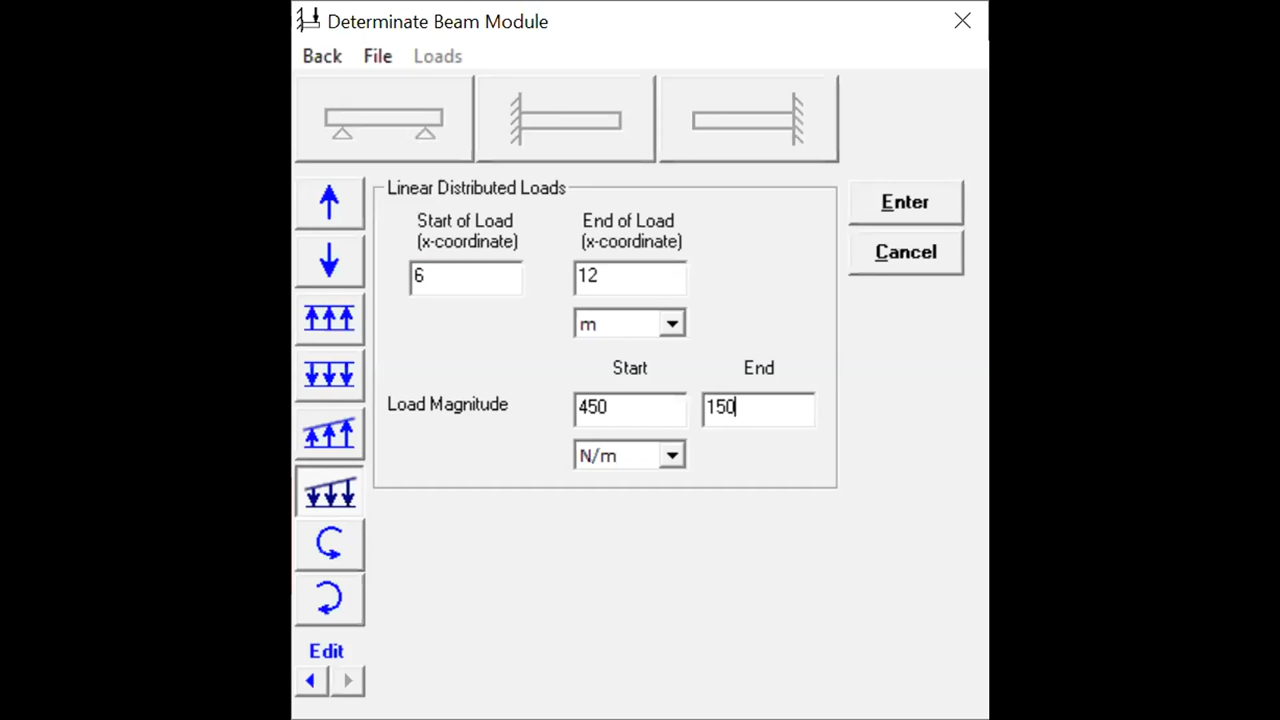 Determinate Beam Module
Back File Loads
Linear Distributed Loads
Start of Load
(x-coordinate)
End of Load
(x-coordinate)
6
12
m
Start End
Load Magnitude 450 150
N/m
Enter
Cancel
Edit